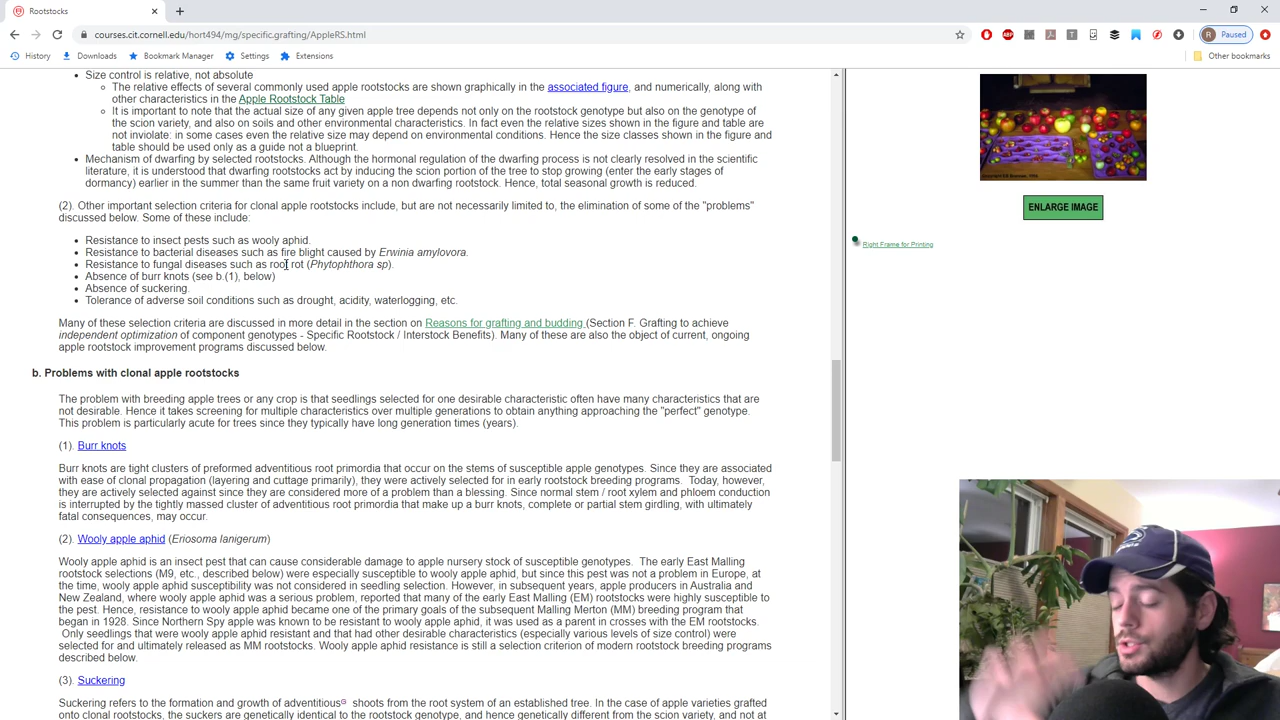 Rootstocks
courses.cit.cornell.edu/hort494/mg/specific.grafting/AppleRS.html
ABP
T
R
Paused
History
Downloads
Bookmark Manager
Settings
Extensions
Other bookmarks
Size control is relative, not absolute
The relative effects of several commonly used apple rootstocks are shown graphically in the associated figure, and numerically, along with
other characteristics in the Apple Rootstock Table
It is important to note that the actual size of any given apple tree depends not only on the rootstock genotype but also on the genotype of
the scion variety, and also on soils and other environmental characteristics. In fact even the relative sizes shown in the figure and table are
not inviolate: in some cases even the relative size may depend on environmental conditions. Hence the size classes shown in the figure and
table should be used only as a guide not a blueprint.
Mechanism of dwarfing by selected rootstocks. Although the hormonal regulation of the dwarfing process is not clearly resolved in the scientific
literature, it is understood that dwarfing rootstocks act by inducing the scion portion of the tree to stop growing (enter the early stages of
dormancy) earlier in the summer than the same fruit variety on a non dwarfing rootstock. Hence, total seasonal growth is reduced.
(2). Other important selection criteria for clonal apple rootstocks include, but are not necessarily limited to, the elimination of some of the "problems"
discussed below. Some of these include:
Resistance to insect pests such as wooly aphid.
Resistance to bacterial diseases such as fire blight caused by Erwinia amylovora.
Resistance to fungal diseases such as root rot (Phytophthora sp).
Absence of burr knots (see b.(1), below)
Absence of suckering.
Tolerance of adverse soil conditions such as drought, acidity, waterlogging, etc.
Many of these selection criteria are discussed in more detail in the section on Reasons for grafting and budding (Section F. Grafting to achieve
independent optimization of component genotypes - Specific Rootstock / Interstock Benefits). Many of these are also the object of current, ongoing
apple rootstock improvement programs discussed below.
b. Problems with clonal apple rootstocks
The problem with breeding apple trees or any crop is that seedlings selected for one desirable characteristic often have many characteristics that are
not desirable. Hence it takes screening for multiple characteristics over multiple generations to obtain anything approaching the "perfect" genotype.
This problem is particularly acute for trees since they typically have long generation times (years).
(1). Burr knots
Burr knots are tight clusters of preformed adventitious root primordia that occur on the stems of susceptible apple genotypes. Since they are associated
with ease of clonal propagation (layering and cuttage primarily), they were actively selected for in early rootstock breeding programs. Today, however,
they are actively selected against since they are considered more of a problem than a blessing. Since normal stem / root xylem and phloem conduction
is interrupted by the tightly massed cluster of adventitious root primordia that make up a burr knots, complete or partial stem girdling, with ultimately
fatal consequences, may occur.
(2). Wooly apple aphid (Eriosoma lanigerum)
Wooly apple aphid is an insect pest that can cause considerable damage to apple nursery stock of susceptible genotypes. The early East Malling
rootstock selections (M9, etc., described below) were especially susceptible to wooly apple aphid, but since this pest was not a problem in Europe, at
the time, wooly apple aphid susceptibility was not considered in seedling selection. However, in subsequent years, apple producers in Australia and
New Zealand, where wooly apple aphid was a serious problem, reported that many of the early East Malling (EM) rootstocks were highly susceptible to
the pest. Hence, resistance to wooly apple aphid became one of the primary goals of the subsequent Malling Merton (MM) breeding program that
began in 1928. Since Northern Spy apple was known to be resistant to wooly apple aphid, it was used as a parent in crosses with the EM rootstocks.
Only seedlings that were wooly apple aphid resistant and that had other desirable characteristics (especially various levels of size control) were
selected for and ultimately released as MM rootstocks. Wooly apple aphid resistance is still a selection criterion of modern rootstock breeding programs
described below.
(3). Suckering
Suckering refers to the formation and growth of adventitious shoots from the root system of an established tree. In the case of apple varieties grafted
onto clonal rootstocks, the suckers are genetically identical to the rootstock genotype, and hence genetically different from the scion variety, and not at
ENLARGE IMAGE
Right Frame for Printing